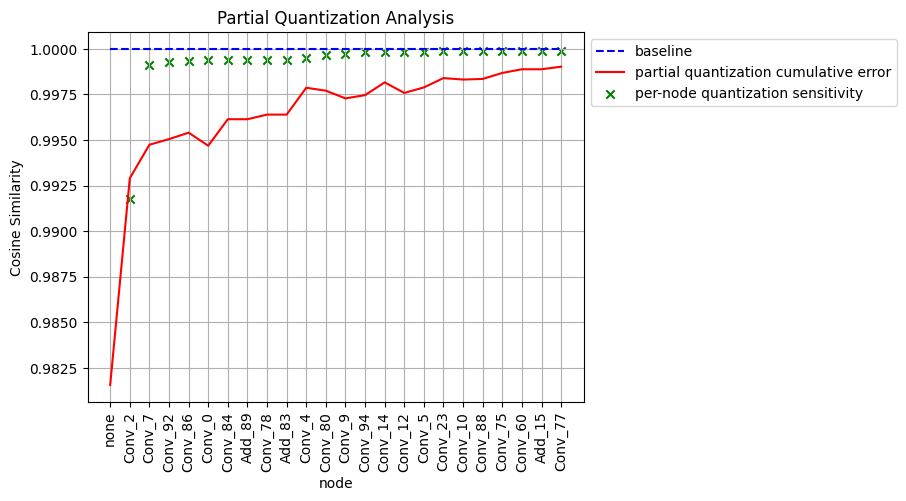 Partial Quantization Analysis
baseline
partial quantization cumulative error
per-node quantization sensitivity
Cosine Similarity
1.0000
0.9975
0.9950
0.9925
0.9900
0.9875
0.9850
0.9825
none
Conv_2
Conv_7
Conv_92
Conv_86
Conv_0
Conv_84
Add_89
Conv_78
Add_83
Conv_4
Conv_80
Conv_9
Conv_94
Conv_14
Conv_12
Conv_5
Conv_23
Conv_10
Conv_88
Conv_75
Conv_60
Add_15
Conv_77
node